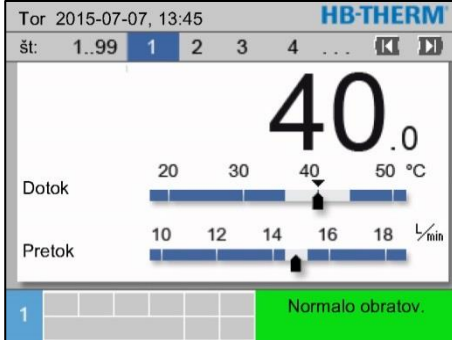 Tor 2015-07-07, 13:45 HB-THERM
št: 1..99 1 2 3 4 ...
40.0
20 30 40 50 °C
Dotok
10 12 14 16 18 L/min
Pretok
1 Normalo obratov.